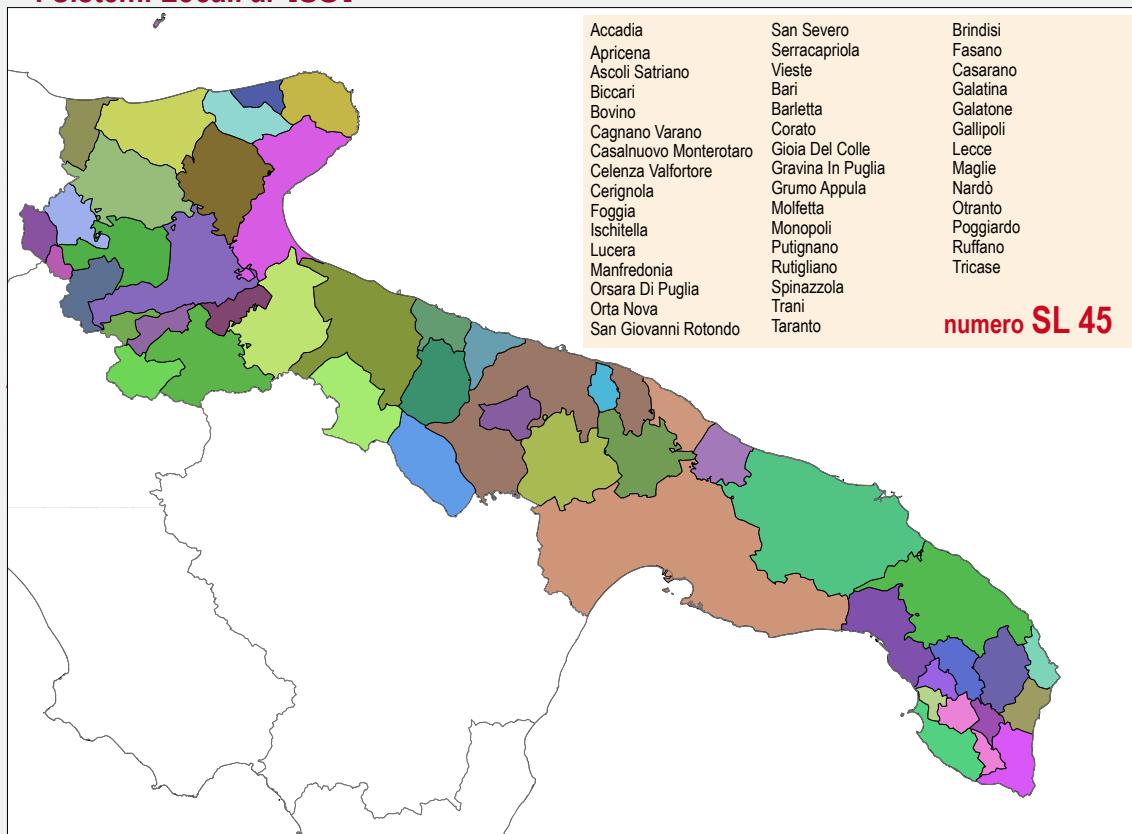 I Sistemi Locali al
Accadia
Apricena
Ascoli Satriano
Biccari
Bovino
Cagnano Varano
Casalnuovo Monterotaro
Celenza Valfortore
Cerignola
Foggia
Ischitella
Lucera
Manfredonia
Orsara Di Puglia
Orta Nova
San Giovanni Rotondo
San Severo
Serracapriola
Vieste
Bari
Barletta
Corato
Gioia Del Colle
Gravina In Puglia
Grumo Appula
Molfetta
Monopoli
Putignano
Rutigliano
Spinazzola
Trani
Taranto
Brindisi
Fasano
Casarano
Galatina
Galatone
Gallipoli
Lecce
Maglie
Nardò
Otranto
Poggiardo
Ruffano
Tricase
numero SL 45